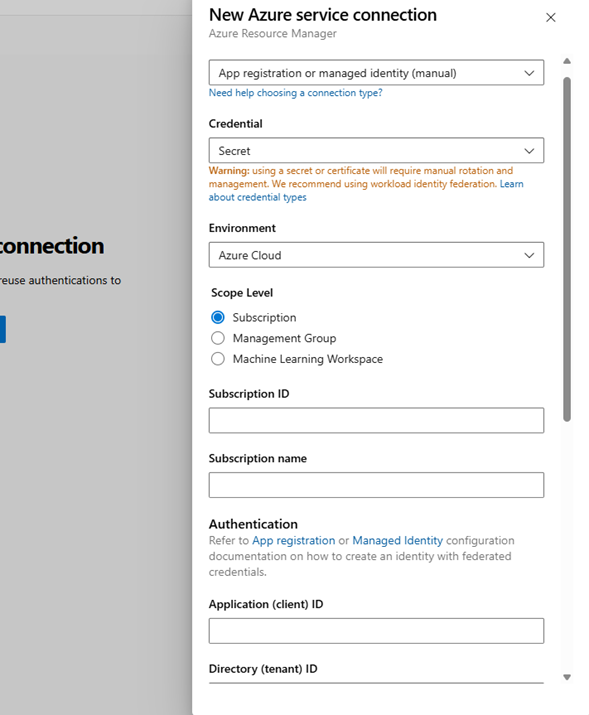 New Azure service connection
Azure Resource Manager
App registration or managed identity (manual)
Need help choosing a connection type?
Credential
Secret
Warning: using a secret or certificate will require manual rotation and
management. We recommend using workload identity federation. Learn
about credential types
Environment
Azure Cloud
connection
reuse authentications to
Scope Level
Subscription
Management Group
Machine Learning Workspace
Subscription ID
Subscription name
Authentication
Refer to App registration or Managed Identity configuration
documentation on how to create an identity with federated
credentials.
Application (client) ID
Directory (tenant) ID